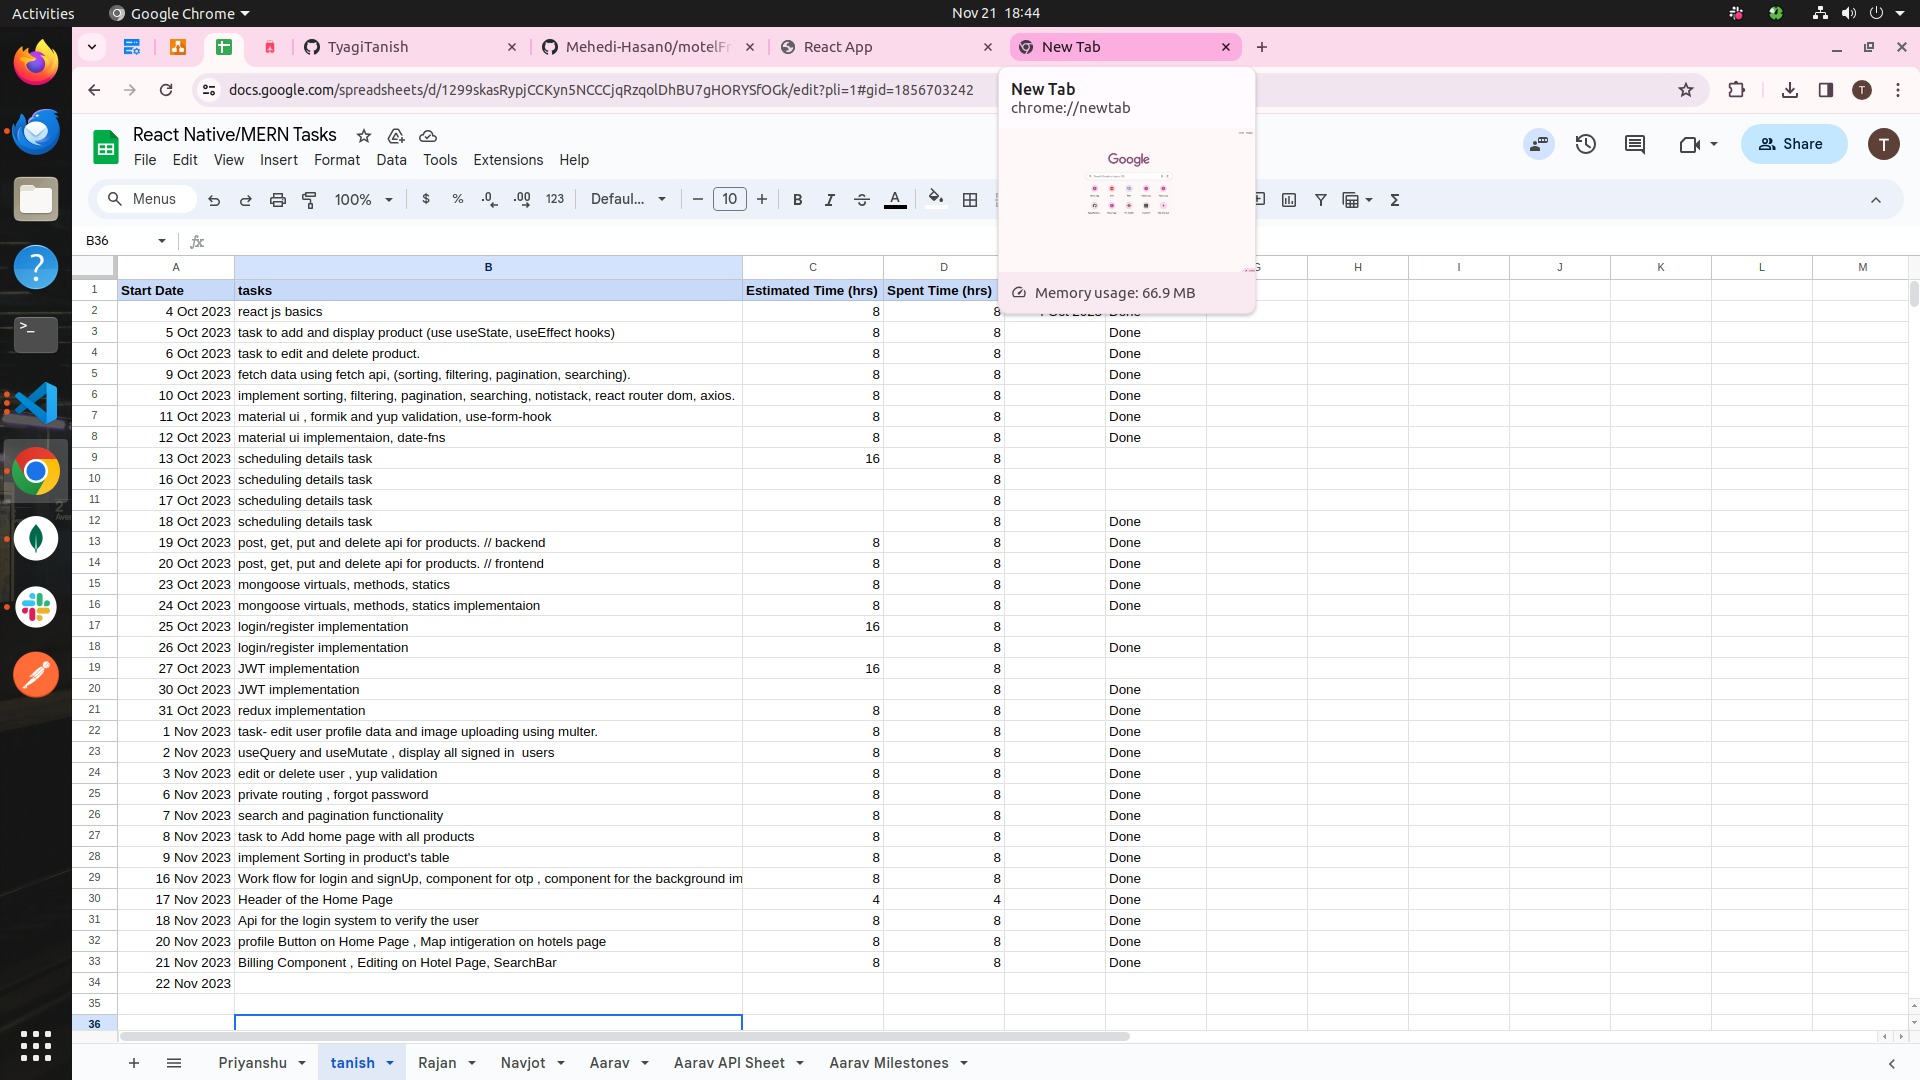 Activities
Google Chrome
Nov 21 18:44
TyagiTanish
Mehedi-Hasan0/motelFr
React App
New Tab
docs.google.com/spreadsheets/d/1299skasRypjCCKyn5NCCCjqRzqolDhBU7gHORYSfOGk/edit?pli=1#gid=1856703242
T
New Tab
chrome://newtab
Google
Memory usage: 66.9 MB
React Native/MERN Tasks
File Edit View Insert Format Data Tools Extensions Help
Share
T
Menus
100%
$ % .0 .00 123
Defaul...
10
B I S A
B36
fx
A B C D G H I J K L M
1 Start Date tasks Estimated Time (hrs) Spent Time (hrs)
2 4 Oct 2023 react js basics 8 8 Done
3 5 Oct 2023 task to add and display product (use useState, useEffect hooks) 8 8 Done
4 6 Oct 2023 task to edit and delete product. 8 8 Done
5 9 Oct 2023 fetch data using fetch api, (sorting, filtering, pagination, searching). 8 8 Done
6 10 Oct 2023 implement sorting, filtering, pagination, searching, notistack, react router dom, axios. 8 8 Done
7 11 Oct 2023 material ui , formik and yup validation, use-form-hook 8 8 Done
8 12 Oct 2023 material ui implementaion, date-fns 8 8 Done
9 13 Oct 2023 scheduling details task 16 8
10 16 Oct 2023 scheduling details task 8
11 17 Oct 2023 scheduling details task 8
12 18 Oct 2023 scheduling details task 8 Done
13 19 Oct 2023 post, get, put and delete api for products. // backend 8 8 Done
14 20 Oct 2023 post, get, put and delete api for products. // frontend 8 8 Done
15 23 Oct 2023 mongoose virtuals, methods, statics 8 8 Done
16 24 Oct 2023 mongoose virtuals, methods, statics implementaion 8 8 Done
17 25 Oct 2023 login/register implementation 16 8
18 26 Oct 2023 login/register implementation 8 Done
19 27 Oct 2023 JWT implementation 16 8
20 30 Oct 2023 JWT implementation 8 Done
21 31 Oct 2023 redux implementation 8 8 Done
22 1 Nov 2023 task- edit user profile data and image uploading using multer. 8 8 Done
23 2 Nov 2023 useQuery and useMutate , display all signed in users 8 8 Done
24 3 Nov 2023 edit or delete user , yup validation 8 8 Done
25 6 Nov 2023 private routing , forgot password 8 8 Done
26 7 Nov 2023 search and pagination functionality 8 8 Done
27 8 Nov 2023 task to Add home page with all products 8 8 Done
28 9 Nov 2023 implement Sorting in product's table 8 8 Done
29 16 Nov 2023 Work flow for login and signUp, component for otp , component for the background im 8 8 Done
30 17 Nov 2023 Header of the Home Page 4 4 Done
31 18 Nov 2023 Api for the login system to verify the user 8 8 Done
32 20 Nov 2023 profile Button on Home Page , Map intigeration on hotels page 8 8 Done
33 21 Nov 2023 Billing Component , Editing on Hotel Page, SearchBar 8 8 Done
34 22 Nov 2023
35
36
Priyanshu tanish Rajan Navjot Aarav Aarav API Sheet Aarav Milestones